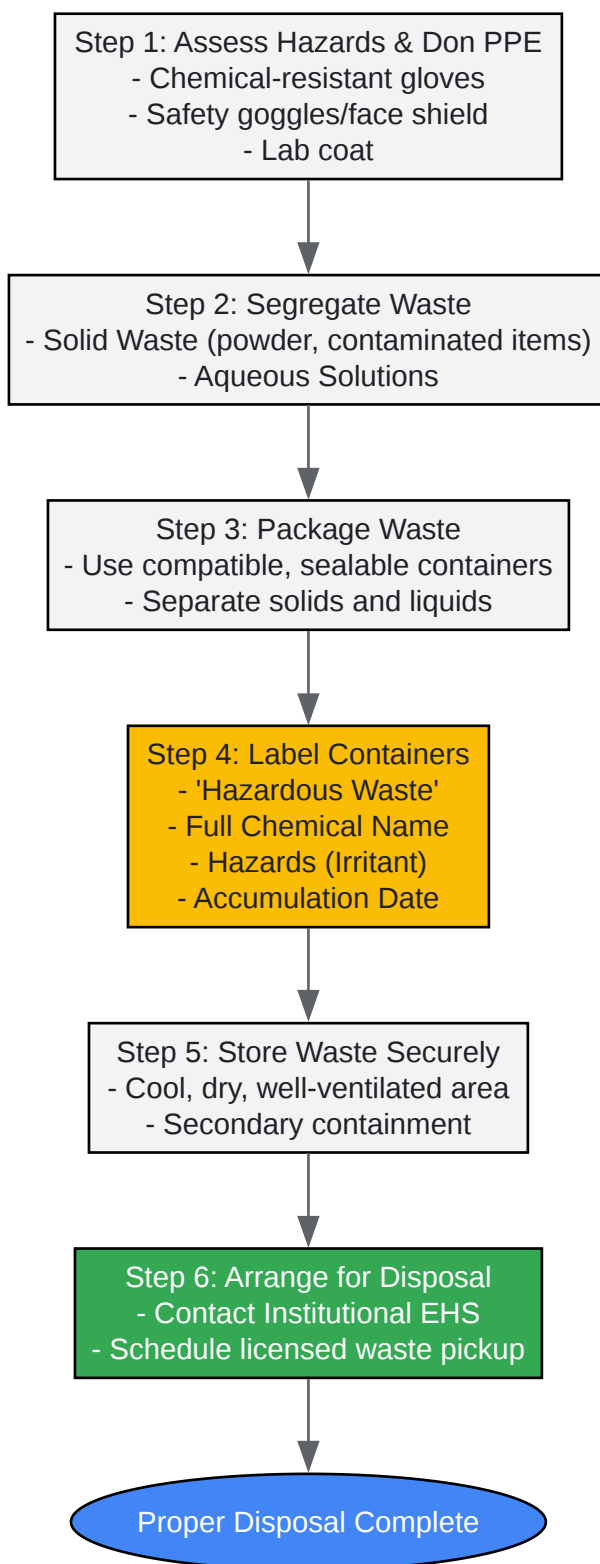 Step 1: Assess Hazards & Don PPE
- Chemical-resistant gloves
- Safety goggles/face shield
- Lab coat
Step 2: Segregate Waste
- Solid Waste (powder, contaminated items)
- Aqueous Solutions
Step 3: Package Waste
- Use compatible, sealable containers
- Separate solids and liquids
Step 4: Label Containers
- 'Hazardous Waste'
- Full Chemical Name
- Hazards (Irritant)
- Accumulation Date
Step 5: Store Waste Securely
- Cool, dry, well-ventilated area
- Secondary containment
Step 6: Arrange for Disposal
- Contact Institutional EHS
- Schedule licensed waste pickup
Proper Disposal Complete